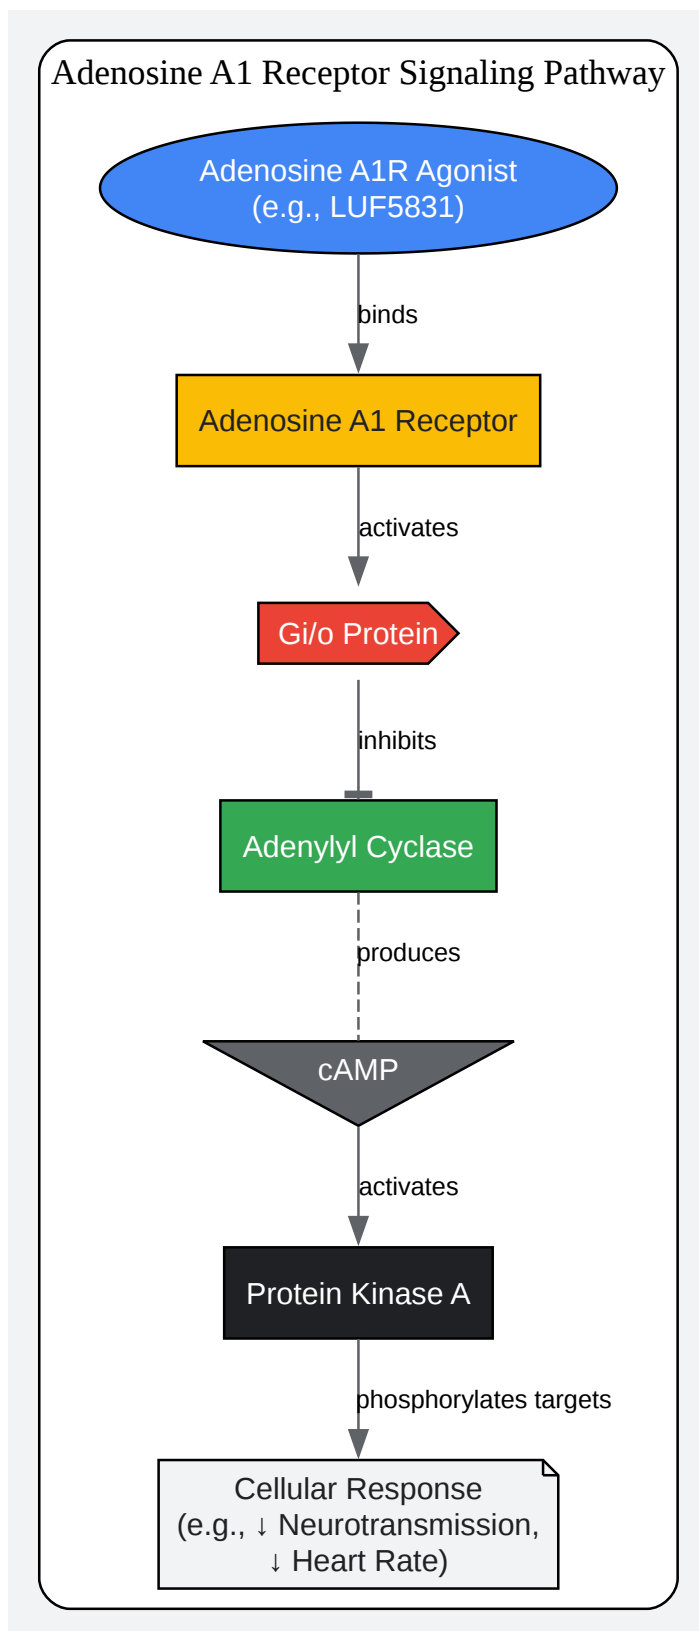 Adenosine A1 Receptor Signaling Pathway
Adenosine A1R Agonist
(e.g., LUF5831)
binds
Adenosine A1 Receptor
activates
Gi/o Protein
inhibits
Adenylyl Cyclase
produces
cAMP
activates
Protein Kinase A
phosphorylates targets
Cellular Response
(e.g., ↓ Neurotransmission,
↓ Heart Rate)